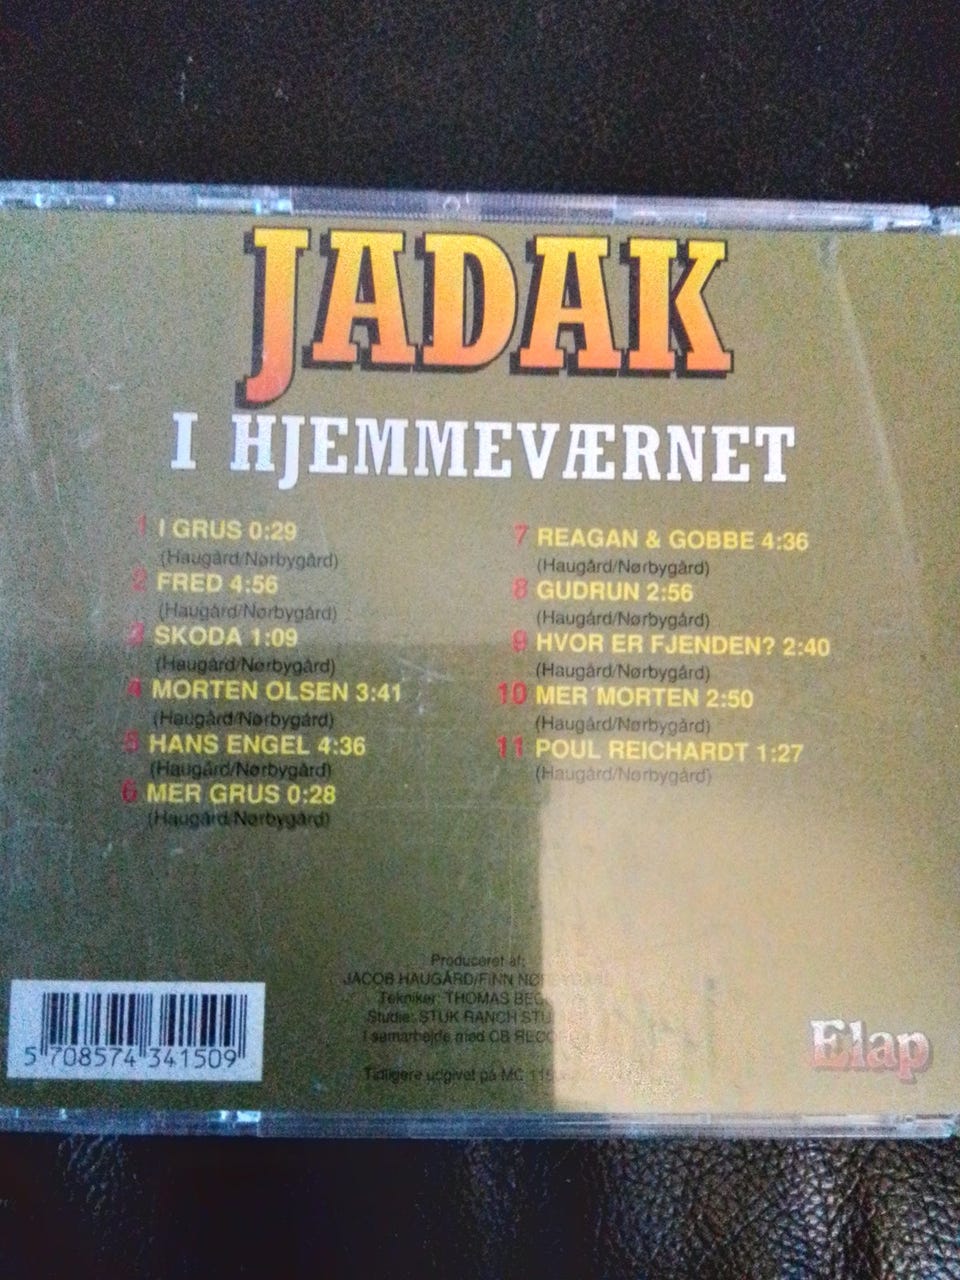 JADAK
I HJEMMEVÆRNET
1 I GRUS 0:29
(Haugård/Nørbygård)
2 FRED 4:56
(Haugård/Nørbygård)
3 SKODA 1:09
(Haugård/Nørbygård)
4 MORTEN OLSEN 3:41
(Haugård/Nørbygård)
5 HANS ENGEL 4:36
(Haugård/Nørbygård)
6 MER GRUS 0:28
(Haugård/Nørbygård)
7 REAGAN & GOBBE 4:36
(Haugård/Nørbygård)
8 GUDRUN 2:56
(Haugård/Nørbygård)
9 HVOR ER FJENDEN? 2:40
(Haugård/Nørbygård)
10 MER MORTEN 2:50
(Haugård/Nørbygård)
11 POUL REICHARDT 1:27
(Haugård/Nørbygård)
Produceret af:
JACOB HAUGÅRD/FINN
Tekniker: THOMAS
Studie: STUK RANCH
I samarbejde med CB
Tidligere udgivet på MC
5 708574 341509
Elap